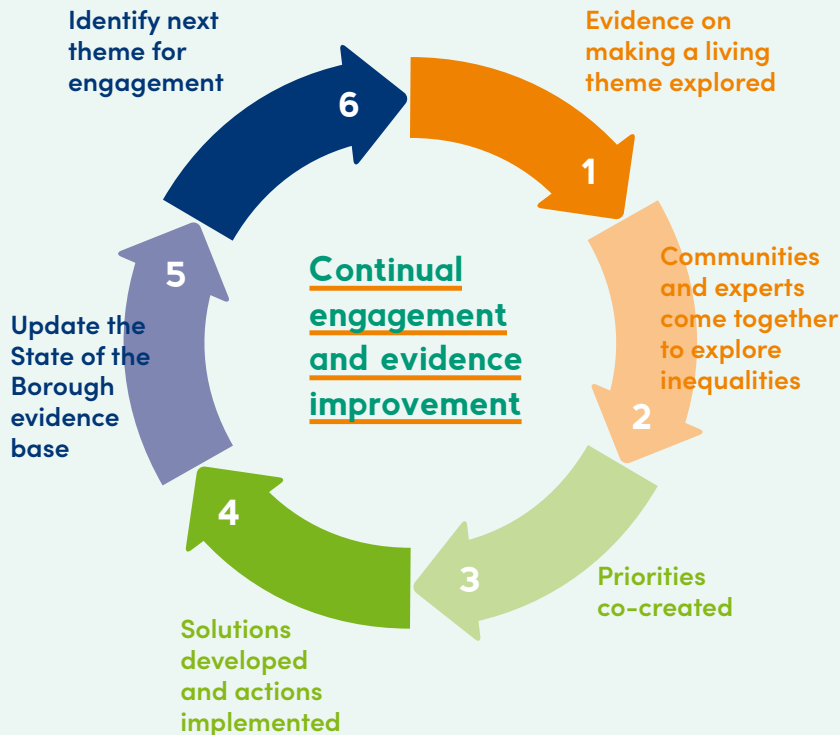 Identify next
theme for
engagement
6
Evidence on
making a living
theme explored
1
Communities
and experts
come together
to explore
inequalities
2
Priorities
co-created
3
Solutions
developed
and actions
implemented
4
Update the
State of the
Borough
evidence
base
5
Continual
engagement
and evidence
improvement